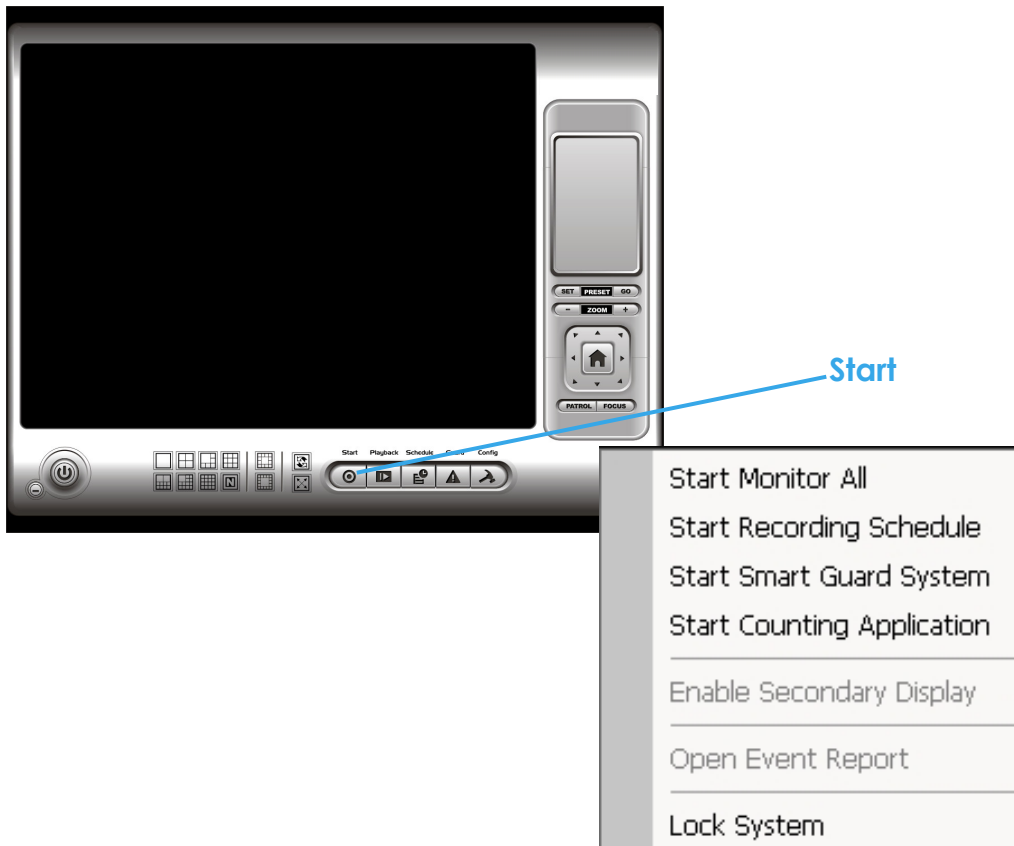 SET PRESET GO
- ZOOM +
Start
PATROL FOCUS
Start Playback Schedule Guard Config
N
Start Monitor All
Start Recording Schedule
Start Smart Guard System
Start Counting Application
Enable Secondary Display
Open Event Report
Lock System